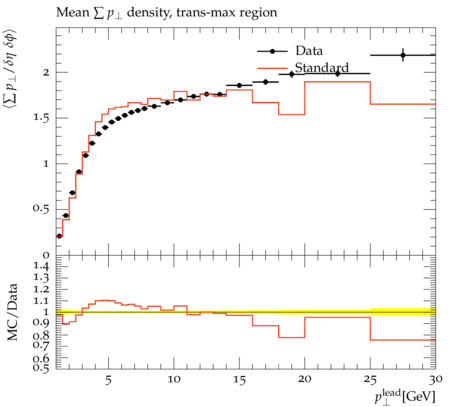 Mean ∑ p⊥ density, trans-max region
⟨∑ p⊥/δη δϕ⟩
Data
Standard
2
1.5
1
0.5
0
MC/Data
1.4
1.3
1.2
1.1
1
0.9
0.8
0.7
0.6
0.5
5 10 15 20 25 30
p⊥^lead [GeV]